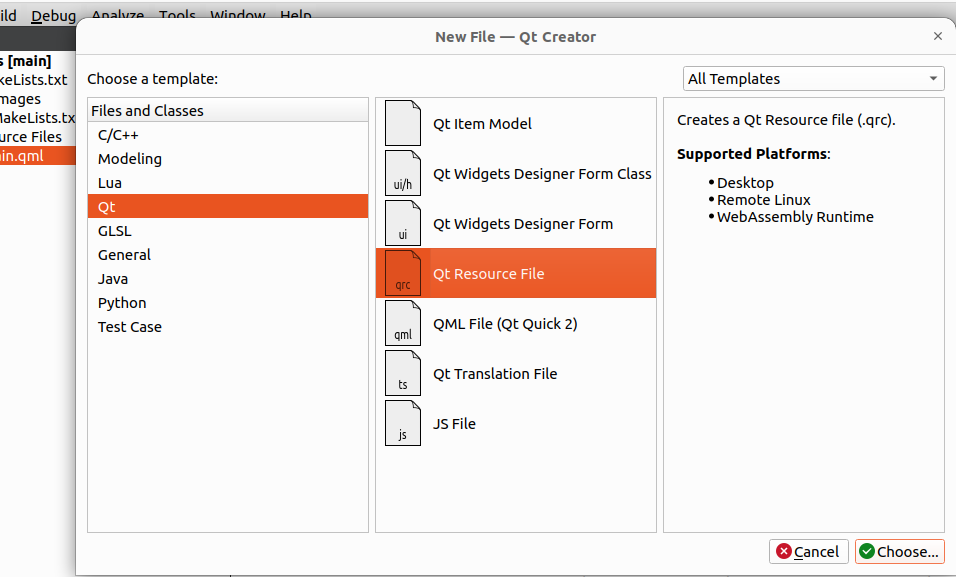 ild Debug Analyze Tools Window Help
New File — Qt Creator
s [main]
keLists.txt
mages
MakeLists.tx
urce Files
in.qml
Choose a template:
All Templates
Files and Classes
C/C++
Modeling
Lua
Qt
GLSL
General
Java
Python
Test Case
Qt Item Model
ui/h
Qt Widgets Designer Form Class
ui
Qt Widgets Designer Form
qrc
Qt Resource File
qml
QML File (Qt Quick 2)
ts
Qt Translation File
js
JS File
Creates a Qt Resource file (.qrc).
Supported Platforms:
• Desktop
• Remote Linux
• WebAssembly Runtime
Cancel
Choose...